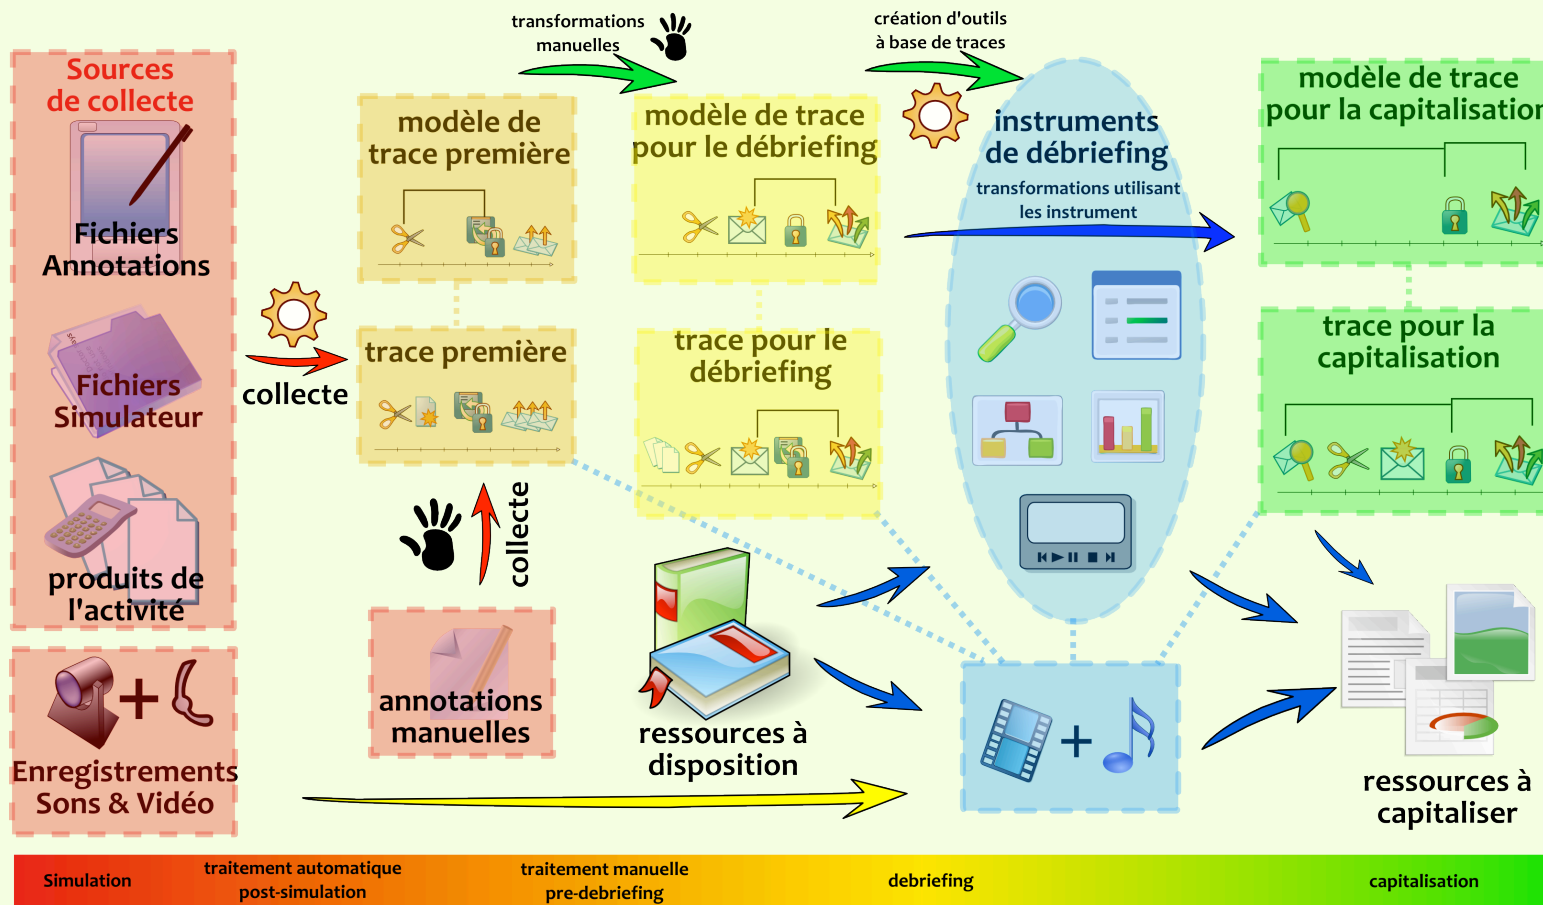 transformations
manuelles
création d'outils
à base de traces
Sources
de collecte
Fichiers
Annotations
Fichiers
Simulateur
produits de
l'activité
Enregistrements
Sons & Vidéo
collecte
modèle de
trace première
trace première
collecte
annotations
manuelles
modèle de trace
pour le débriefing
trace pour le
débriefing
ressources à
disposition
instruments
de débriefing
transformations utilisant
les instrument
modèle de trace
pour la capitalisation
trace pour la
capitalisation
ressources à
capitaliser
Simulation
traitement automatique
post-simulation
traitement manuelle
pre-debriefing
debriefing
capitalisation